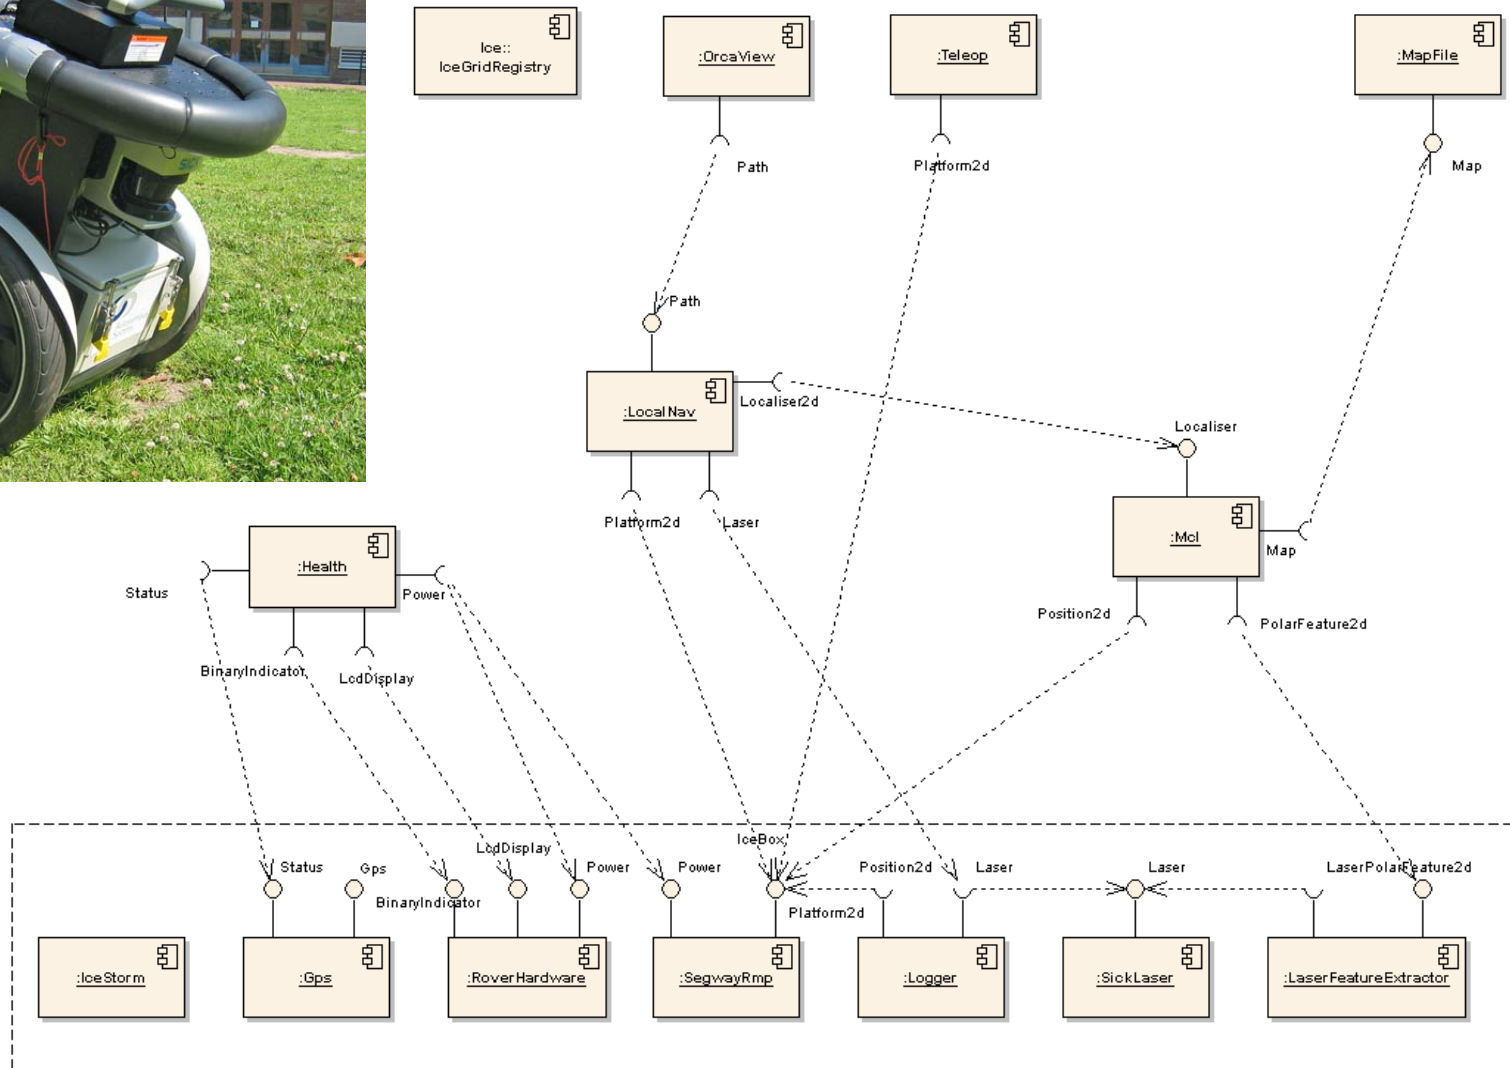 Ice::
IceGridRegistry
:OrcaView
:Teleop
:MapFile
Path
Platform2d
Map
Path
:LocalNav
Localiser2d
Localiser
Platform2d
Laser
:Mcl
Map
:Health
Status
Power
BinaryIndicator
LcdDisplay
Position2d
PolarFeature2d
IceBox
Status
Gps
BinaryIndicator
LcdDisplay
Power
Power
Platform2d
Position2d
Laser
Laser
LaserPolarFeature2d
:IceStorm
:Gps
:RoverHardware
:SegwayRmp
:Logger
:SickLaser
:LaserFeatureExtractor